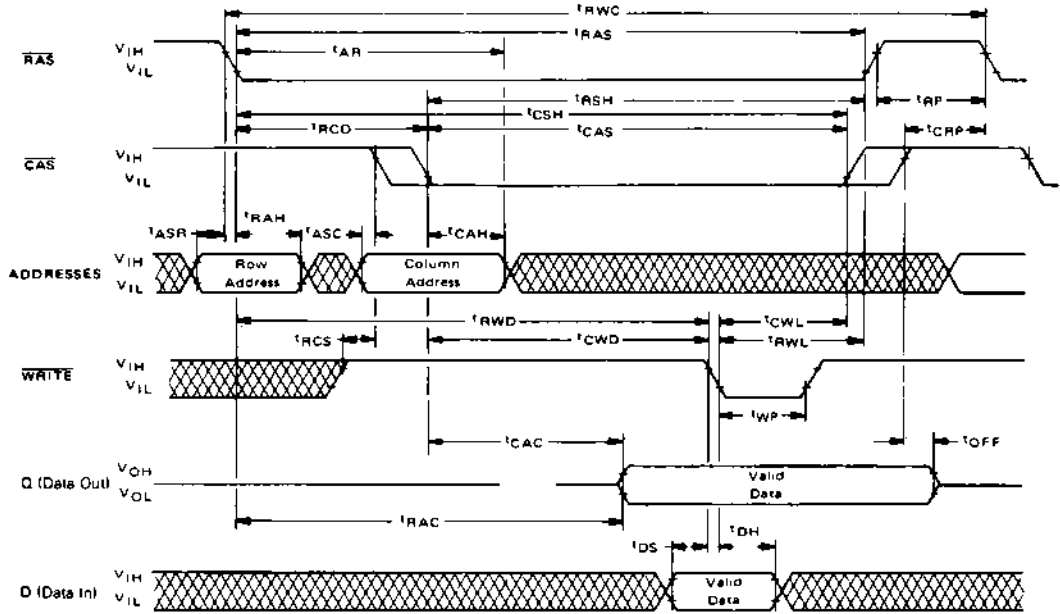 tRWC
tRAS
tAR
RAS
VIH
VIL
tRSH
tRP
tCSH
tRCD
tCAS
tCRP
CAS
VIH
VIL
tASR
tRAH
tASC
tCAH
ADDRESSES
VIH
VIL
Row
Address
Column
Address
tRWD
tCWL
tRCS
tCWD
tRWL
WRITE
VIH
VIL
tWP
tCAC
tOFF
Q (Data Out)
VOH
VOL
Valid
Data
tRAC
tDS
tDH
D (Data In)
VIH
VIL
Valid
Data